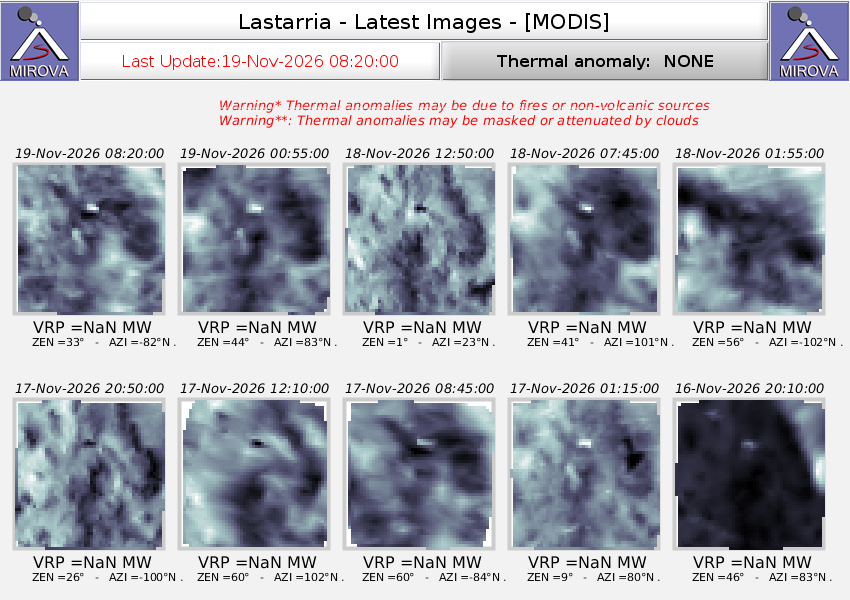 Lastarria - Latest Images - [MODIS]
MIROVA
Last Update:19-Nov-2026 08:20:00
Thermal anomaly: NONE
MIROVA
Warning* Thermal anomalies may be due to fires or non-volcanic sources
Warning**: Thermal anomalies may be masked or attenuated by clouds
19-Nov-2026 08:20:00
19-Nov-2026 00:55:00
18-Nov-2026 12:50:00
18-Nov-2026 07:45:00
18-Nov-2026 01:55:00
VRP =NaN MW
VRP =NaN MW
VRP =NaN MW
VRP =NaN MW
VRP =NaN MW
ZEN =33° - AZI =-82°N .
ZEN =44° - AZI =83°N .
ZEN =1° - AZI =23°N .
ZEN =41° - AZI =101°N .
ZEN =56° - AZI =-102°N .
17-Nov-2026 20:50:00
17-Nov-2026 12:10:00
17-Nov-2026 08:45:00
17-Nov-2026 01:15:00
16-Nov-2026 20:10:00
VRP =NaN MW
VRP =NaN MW
VRP =NaN MW
VRP =NaN MW
VRP =NaN MW
ZEN =26° - AZI =-100°N .
ZEN =60° - AZI =102°N .
ZEN =60° - AZI =-84°N .
ZEN =9° - AZI =80°N .
ZEN =46° - AZI =83°N .